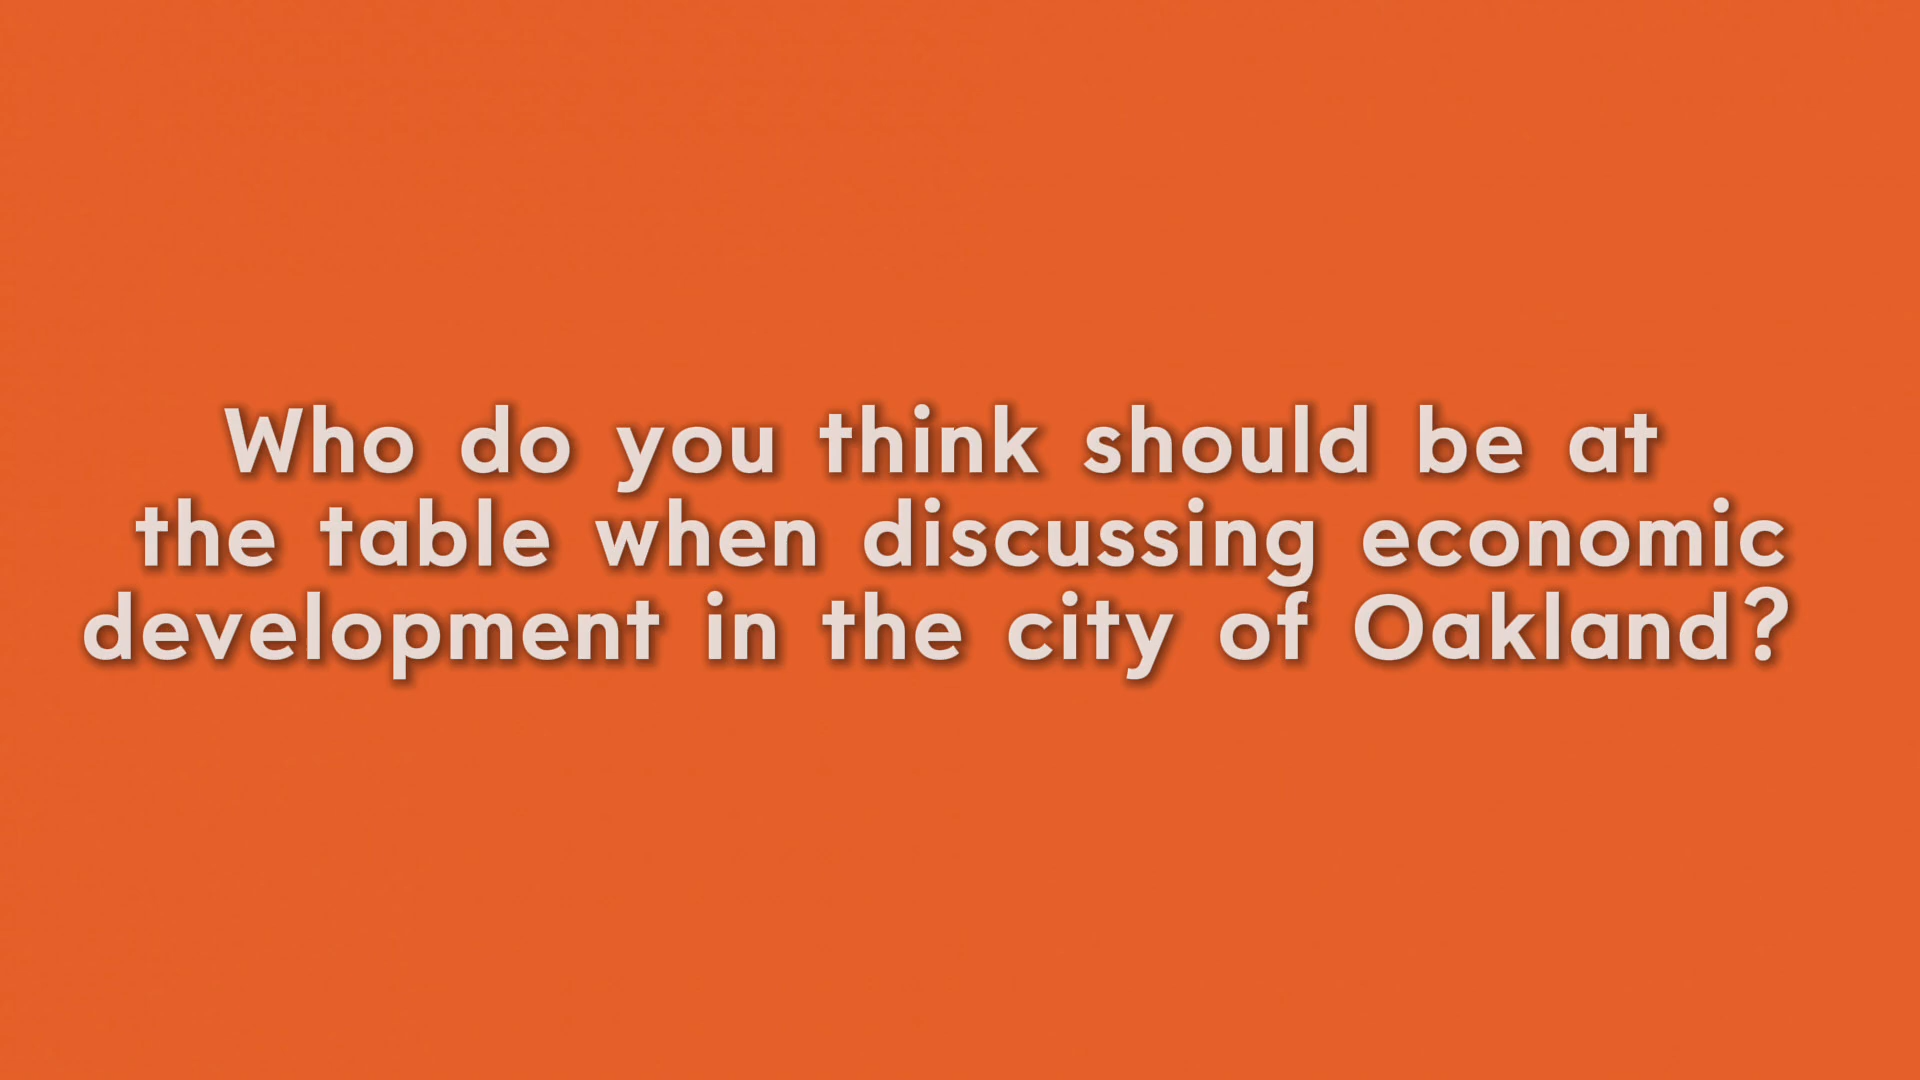 Who do you think should be at
the table when discussing economic
development in the city of Oakland?